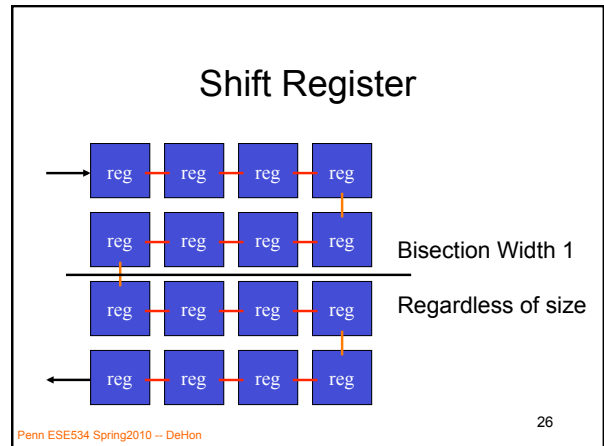 Shift Register
reg reg reg reg
reg reg reg reg
Bisection Width 1
reg reg reg reg
Regardless of size
reg reg reg reg
Penn ESE534 Spring2010 -- DeHon
26